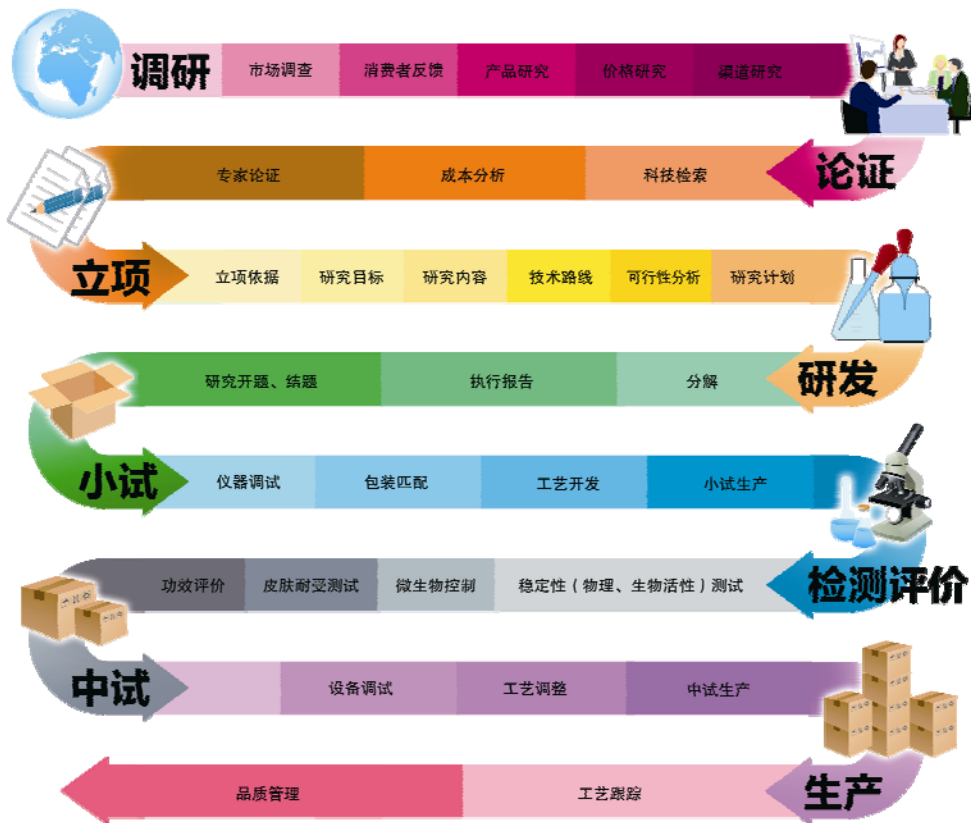 调研
市场调查
消费者反馈
产品研究
价格研究
渠道研究
论证
科技检索
成本分析
专家论证
立项
立项依据
研究目标
研究内容
技术路线
可行性分析
研究计划
研发
分解
执行报告
研究开题、结题
小试
仪器调试
包装匹配
工艺开发
小试生产
检测评价
稳定性（物理、生物活性）测试
微生物控制
皮肤耐受测试
功效评价
中试
设备调试
工艺调整
中试生产
生产
工艺跟踪
品质管理